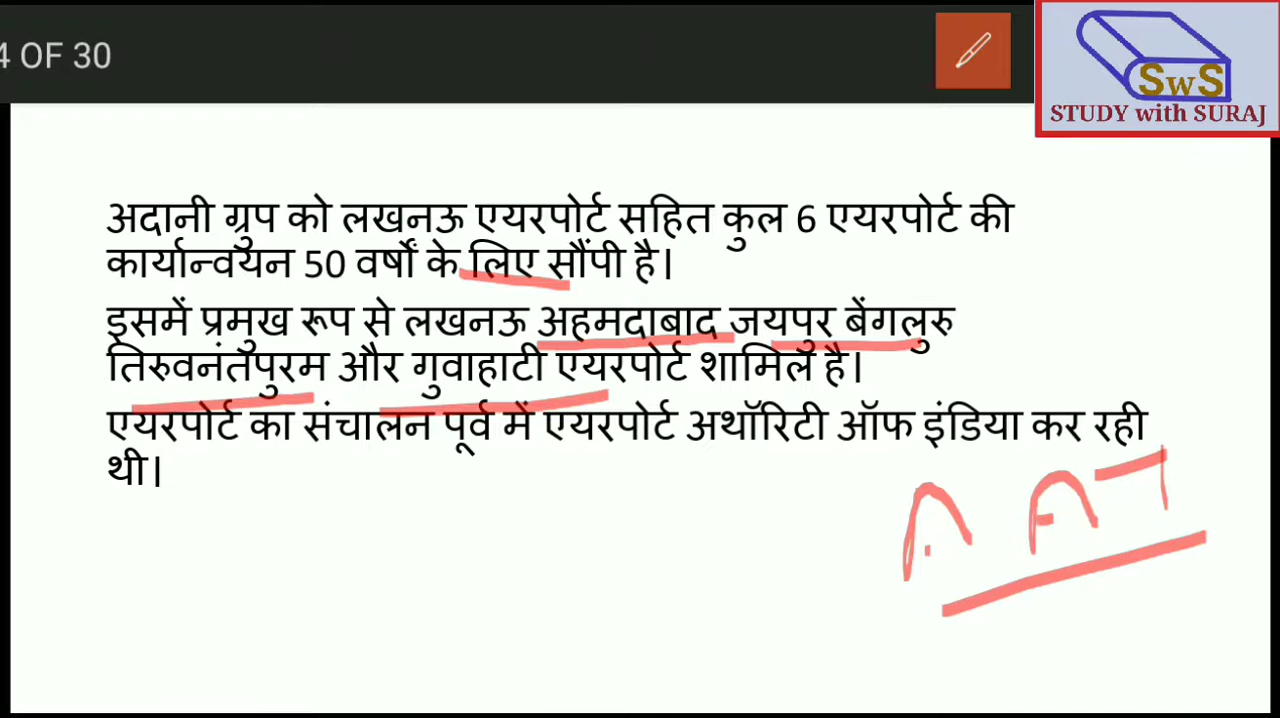 4 OF 30
SwS
STUDY with SURAJ
अदानी ग्रुप को लखनऊ एयरपोर्ट सहित कुल 6 एयरपोर्ट की
कार्यान्वयन 50 वर्षों के लिए सौंपी है।
इसमें प्रमुख रूप से लखनऊ अहमदाबाद जयपुर बेंगलुरु
तिरुवनंतपुरम और गुवाहाटी एयरपोर्ट शामिल है।
एयरपोर्ट का संचालन पूर्व में एयरपोर्ट अथॉरिटी ऑफ इंडिया कर रही
थी।